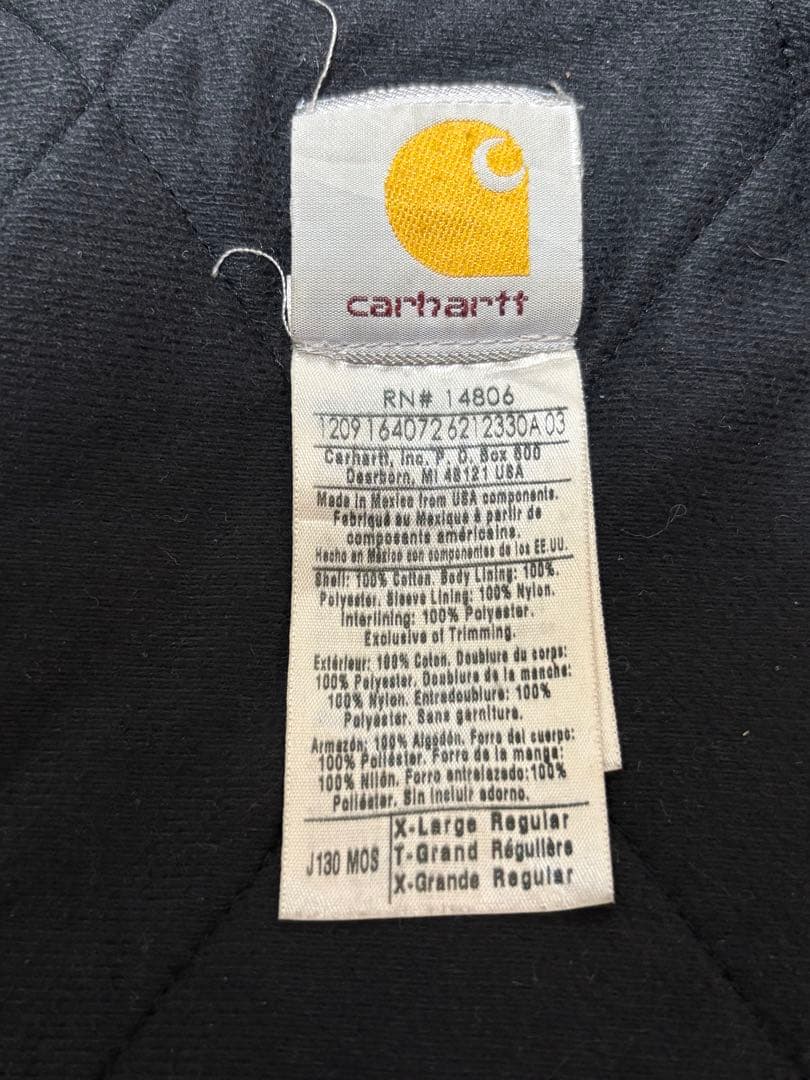 carhartt
RN# 14806
1209 164072 6212330A 03
Carhartt, Inc. P. O. Box 600
Dearborn, MI 48121 USA
Made in Mexico from USA components.
Fabriqué au Mexique à partir de
composants américains.
Hecho en México con componentes de los EE.UU.
Shell: 100% Cotton. Body Lining: 100%
Polyester. Sleeve Lining: 100% Nylon.
Interlining: 100% Polyester.
Exclusive of Trimming.
Extérieur: 100% Coton. Doublure du corps:
100% Polyester. Doublure de la manche:
100% Nylon. Entredoublure: 100%
Polyester. Sans garniture.
Armazón: 100% Algodón. Forro del cuerpo:
100% Poliéster. Forro de la manga:
100% Nilón. Forro entrelazado: 100%
Poliéster. Sin incluir adorno.
J130 MOS
X-Large Regular
T-Grand Régulière
X-Grande Regular